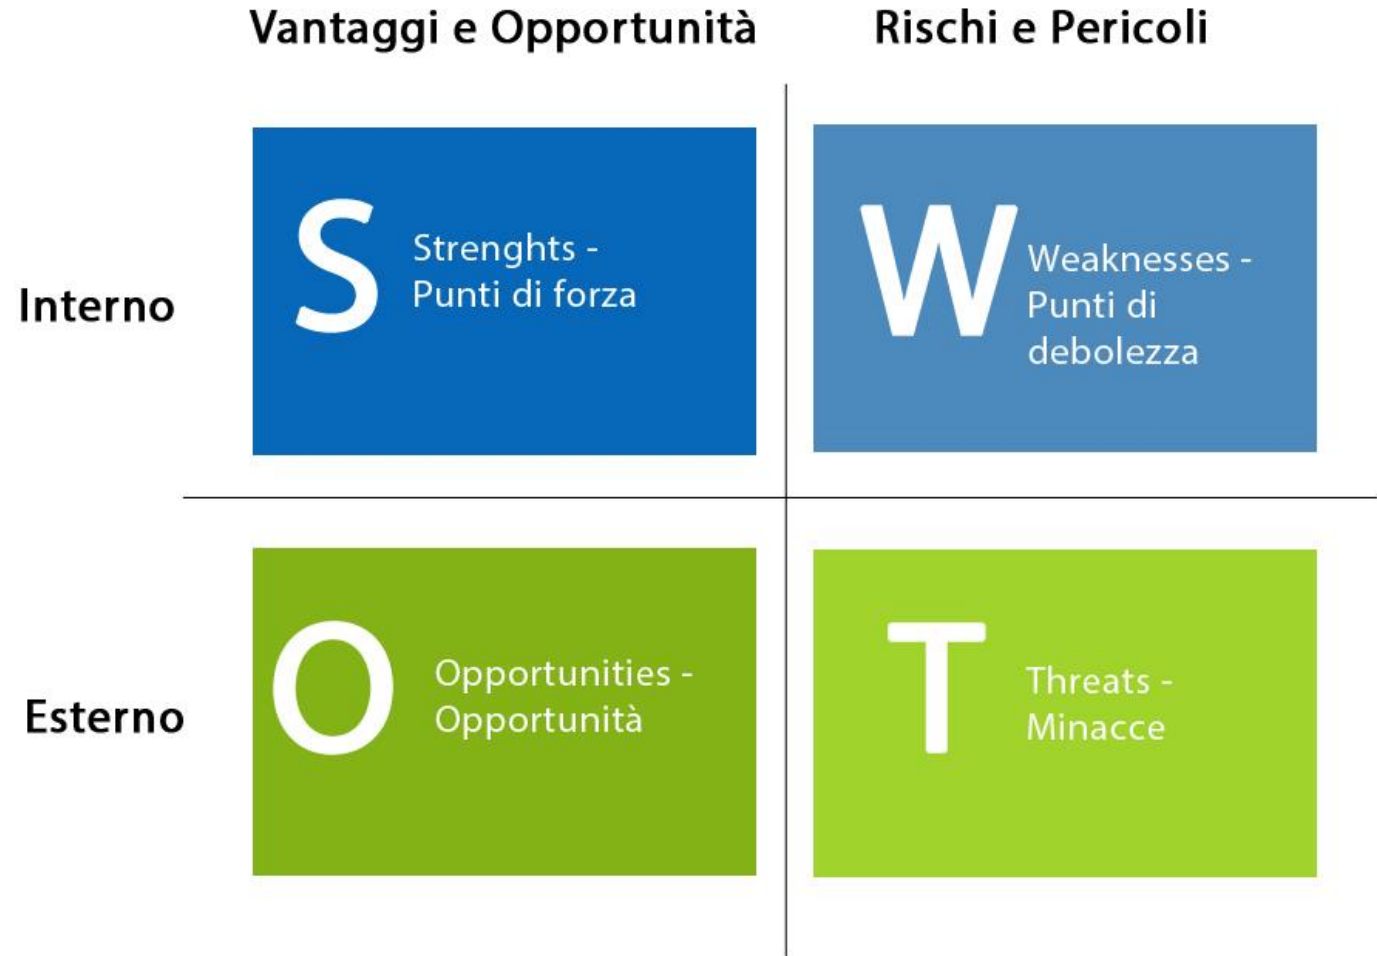 Vantaggi e Opportunità
Rischi e Pericoli
Interno
S
Strenghts -
Punti di forza
W
Weaknesses -
Punti di
debolezza
Esterno
O
Opportunities -
Opportunità
T
Threats -
Minacce